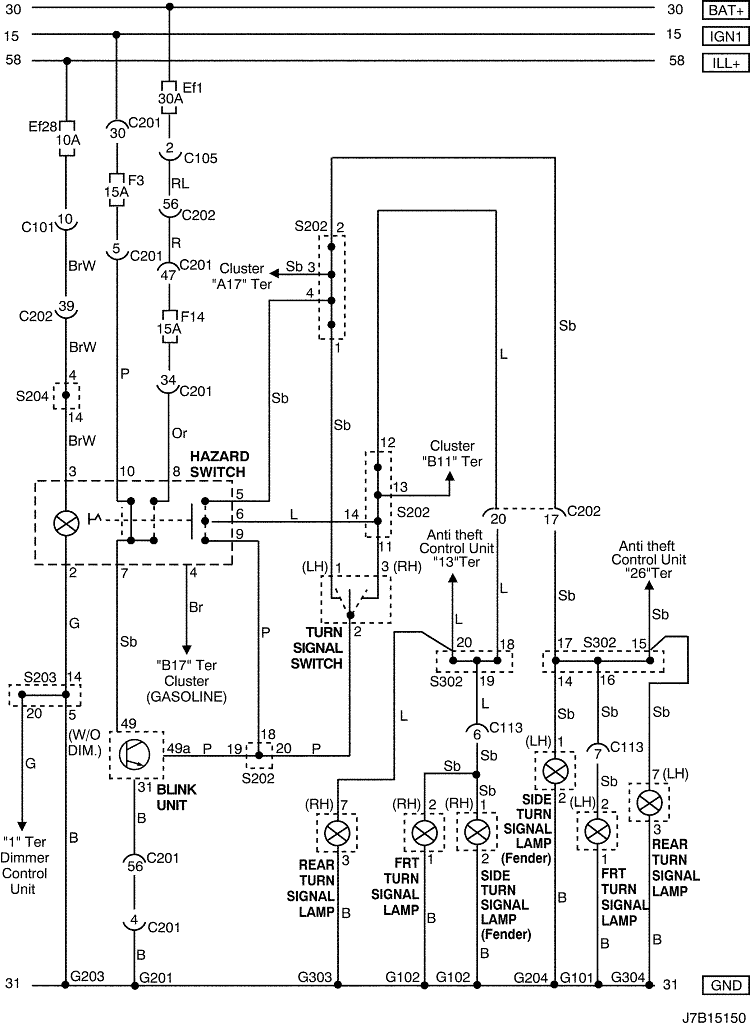 30 30 BAT+
15 15 IGN1
58 58 ILL+
Ef1
30A
Ef28
10A
C201
30
2
C105
F3
15A
RL
56
C202
10
C101
5
C201
R
C201
47
BrW
39
C202
F14
15A
BrW
P
34
C201
4
S204
14
Or
BrW
S202 2
Cluster
"A17" Ter
Sb 3
4
1
Sb
Sb
L
Sb
12
Cluster
"B11" Ter
13
14
S202
11
HAZARD
SWITCH
3 10 8
5
6
9
L
2 7 4
20 17 C202
Anti theft
Control Unit
"13"Ter
Anti theft
Control Unit
"26"Ter
(LH) 1 3 (RH)
2
TURN
SIGNAL
SWITCH
G
Sb
Br
P
L
L
Sb
Sb
"B17" Ter
Cluster
(GASOLINE)
20 18
S302 19
17 S302 15
14 16
S203 14
20 5
(W/O
DIM.)
49
49a P 19 18 20 P
S202
31
BLINK
UNIT
G
L
L
C113
6
Sb
Sb
Sb
Sb
Sb
C113
7
Sb
(LH) 1
2
(LH) 2
1
7 (LH)
3
(RH) 7
3
(RH) 2
1
(RH) 1
2
SIDE
TURN
SIGNAL
LAMP
(Fender)
REAR
TURN
SIGNAL
LAMP
FRT
TURN
SIGNAL
LAMP
REAR
TURN
SIGNAL
LAMP
FRT
TURN
SIGNAL
LAMP
SIDE
TURN
SIGNAL
LAMP
(Fender)
"1" Ter
Dimmer
Control
Unit
B
B
C201
56
4
C201
B
B
B
B
B
B
B
31 G203 G201 G303 G102 G102 G204 G101 G304 31 GND
J7B15150